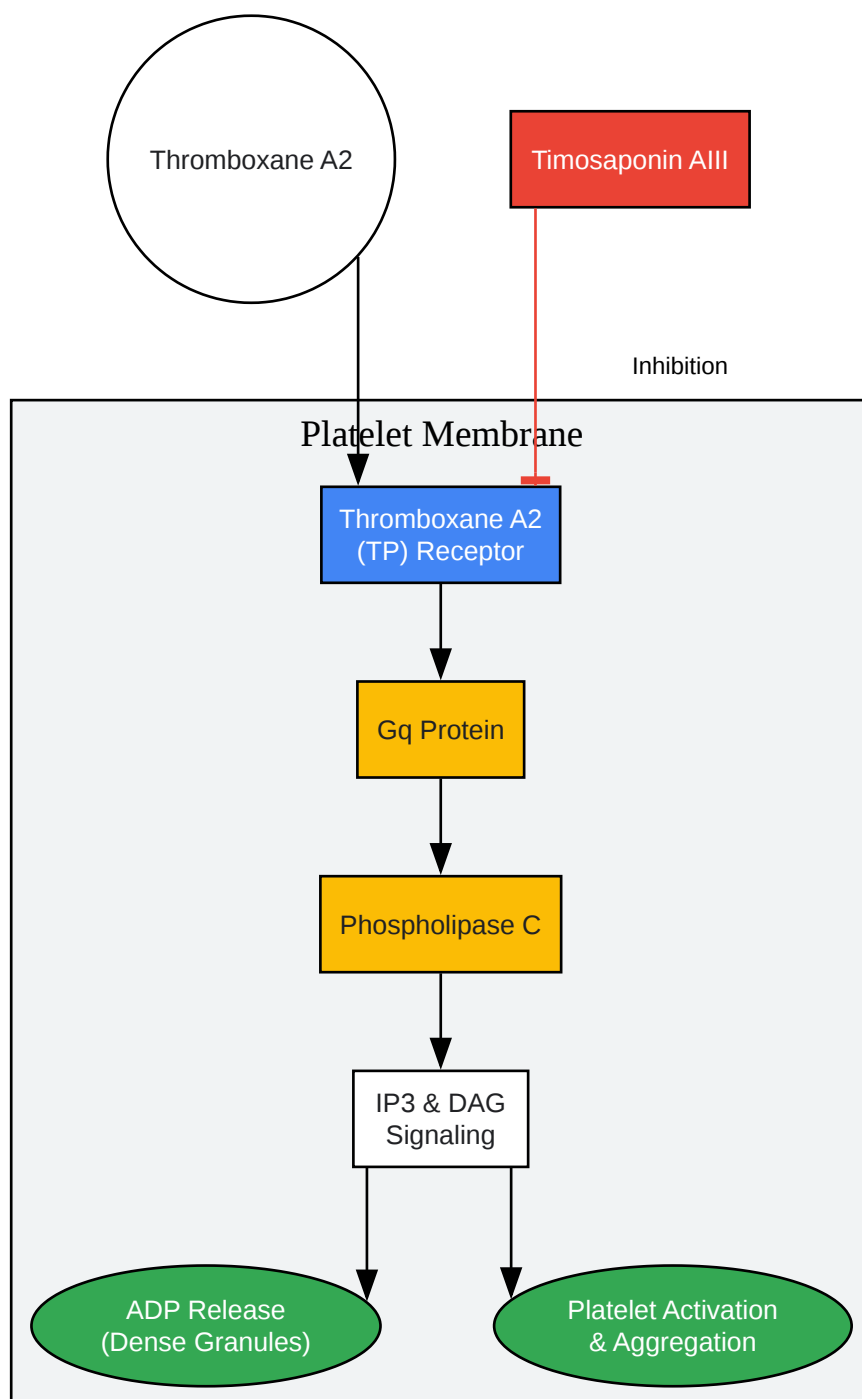 Thromboxane A2
Timosaponin AIII
Inhibition
Platelet Membrane
Thromboxane A2
(TP) Receptor
Gq Protein
Phospholipase C
IP3 & DAG
Signaling
ADP Release
(Dense Granules)
Platelet Activation
& Aggregation